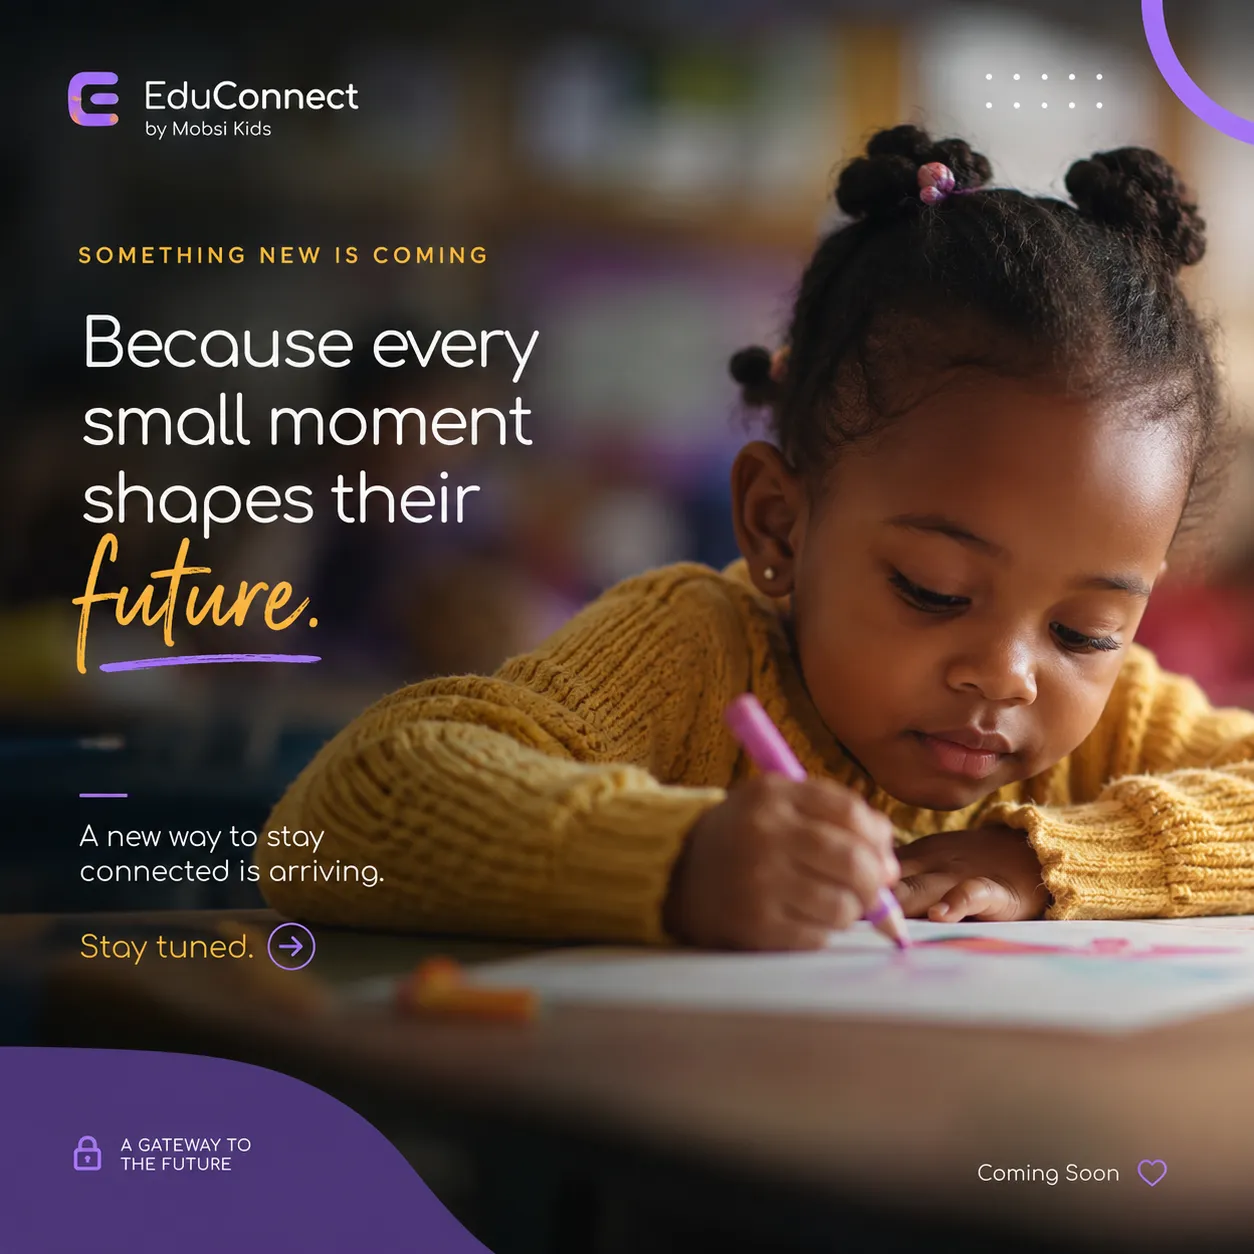 EduConnect
by Mobsi Kids
SOMETHING NEW IS COMING
Because every
small moment
shapes their
future.
A new way to stay
connected is arriving.
Stay tuned.
A GATEWAY TO
THE FUTURE
Coming Soon